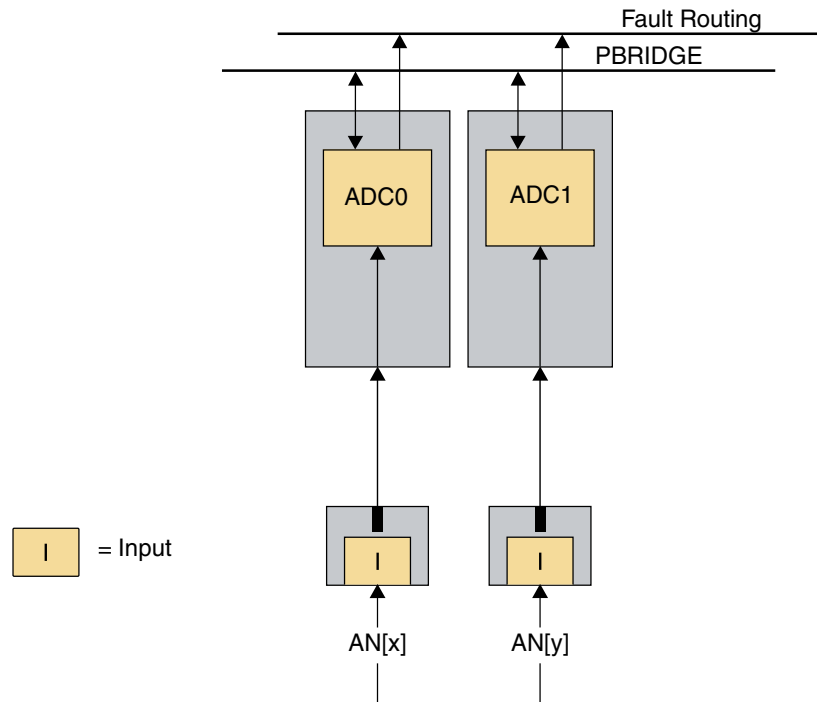 Fault Routing
PBRIDGE
ADC0
ADC1
I
= Input
I
I
AN[x]
AN[y]